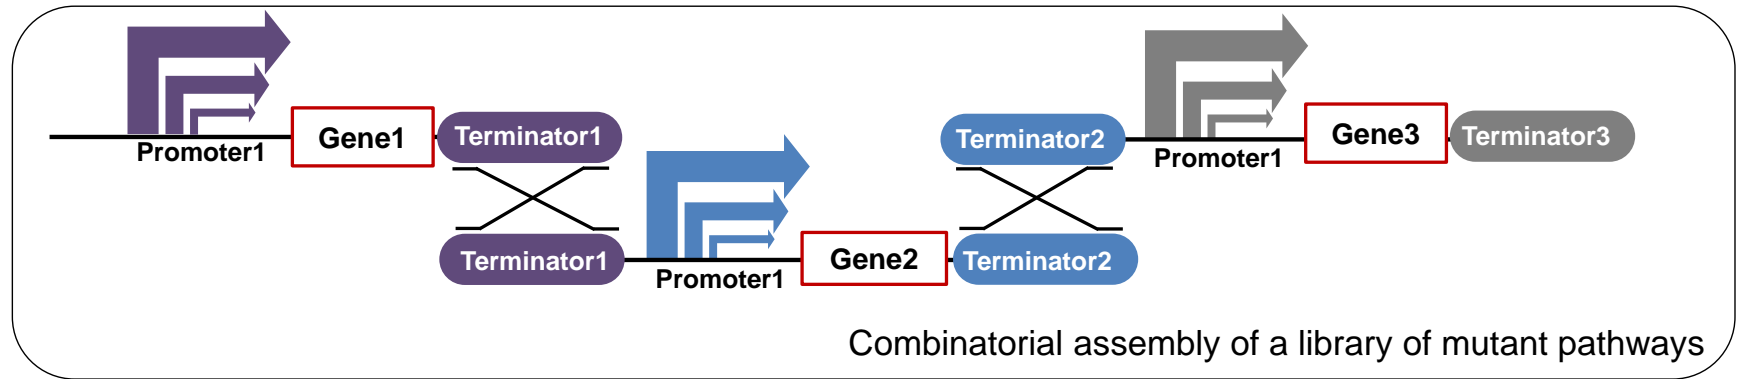 Promoter1
Gene1
Terminator1
Terminator1
Promoter1
Gene2
Terminator2
Terminator2
Promoter1
Gene3
Terminator3
Combinatorial assembly of a library of mutant pathways